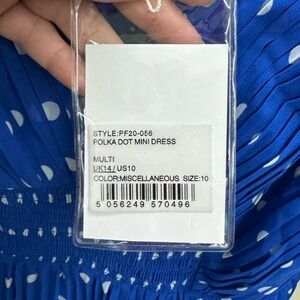 STYLE:PF20-056
POLKA DOT MINI DRESS
MULTI
UK14/US10
COLOR:MISCELLANEOUS SIZE:10
5 056249 570496